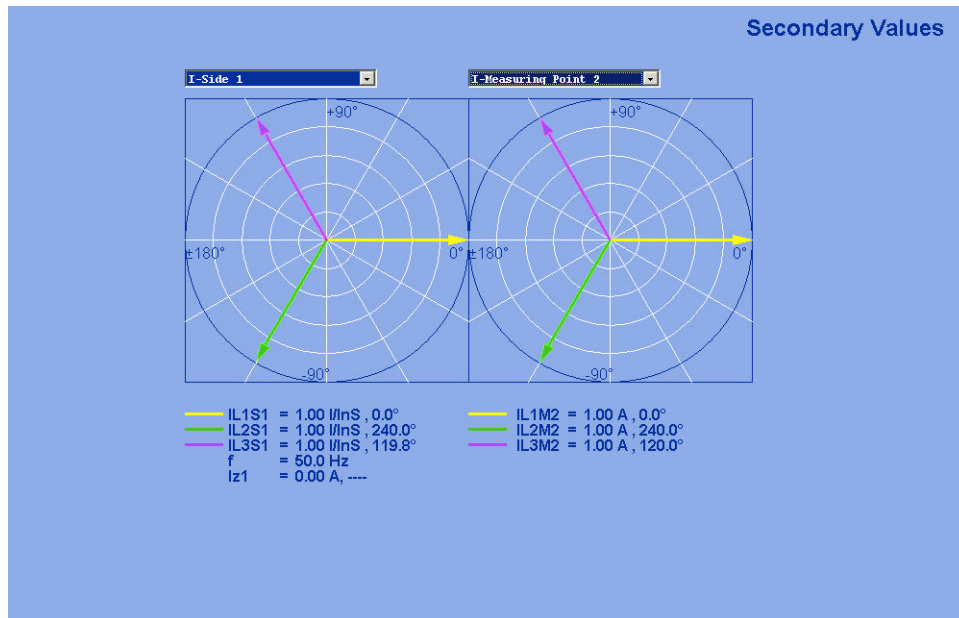 Secondary Values
I-Side 1
I-Measuring Point 2
+90°
+90°
±180°
0°
±180°
0°
-90°
-90°
IL1S1 = 1.00 I/InS , 0.0°
IL2S1 = 1.00 I/InS , 240.0°
IL3S1 = 1.00 I/InS , 119.8°
f = 50.0 Hz
Iz1 = 0.00 A, ----
IL1M2 = 1.00 A , 0.0°
IL2M2 = 1.00 A , 240.0°
IL3M2 = 1.00 A , 120.0°